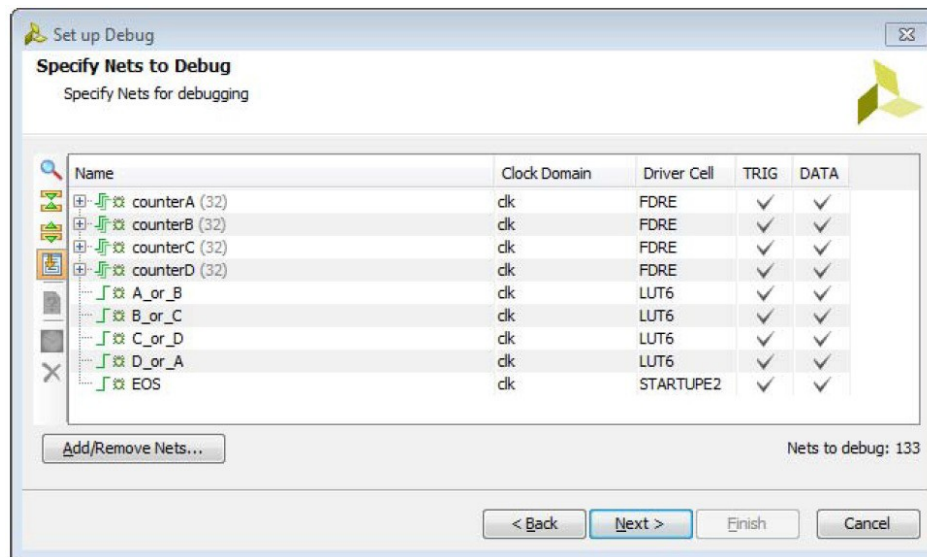 Set up Debug
Specify Nets to Debug
Specify Nets for debugging
Name Clock Domain Driver Cell TRIG DATA
counterA (32) clk FDRE
counterB (32) clk FDRE
counterC (32) clk FDRE
counterD (32) clk FDRE
A_or_B clk LUT6
B_or_C clk LUT6
C_or_D clk LUT6
D_or_A clk LUT6
EOS clk STARTUPE2
Add/Remove Nets... Nets to debug: 133
< Back Next > Finish Cancel